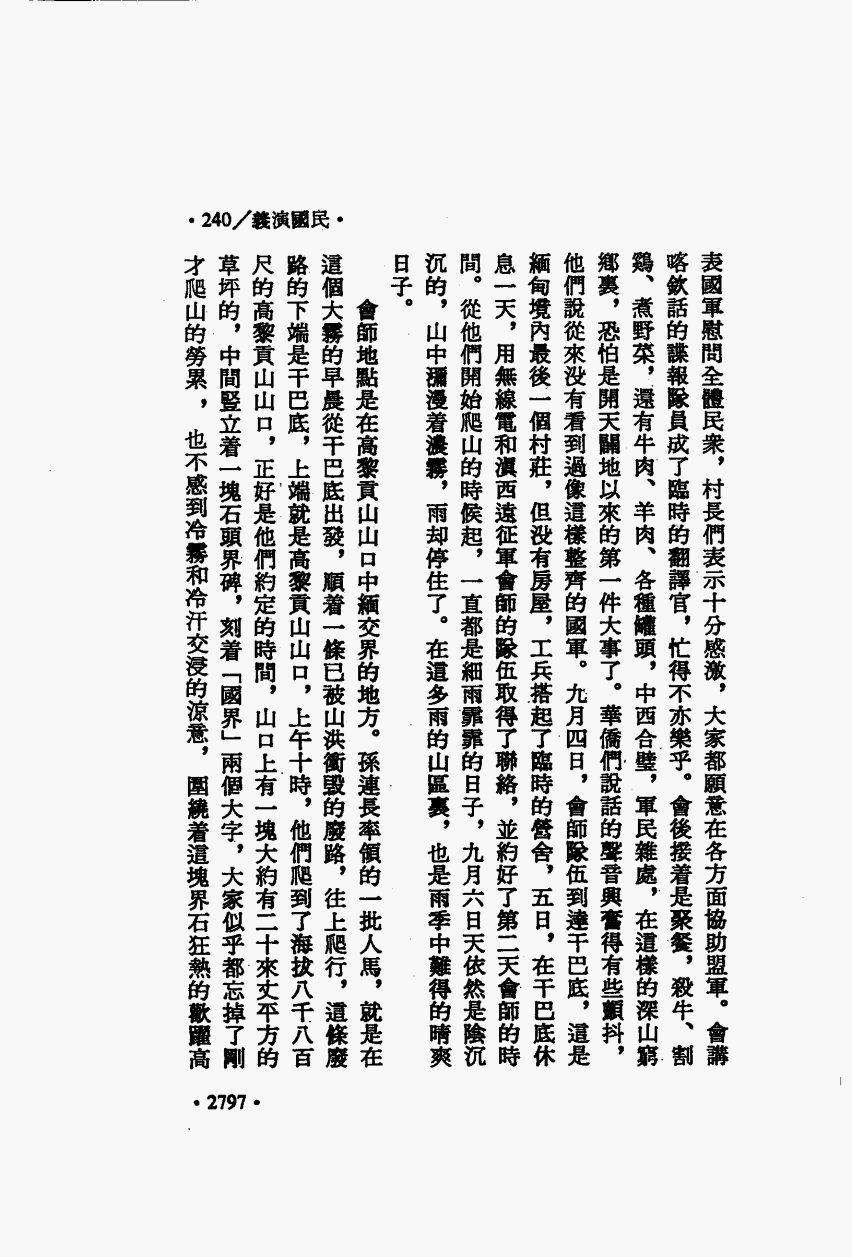 ·240／義演國民·
表國軍慰問全體民衆，村長們表示十分感激，大家都願意在各方面協助盟軍。會講
喀欽話的諜報隊員成了臨時的翻譯官，忙得不亦樂乎。會後接着是聚餐，殺牛、割
鷄、煮野菜，還有牛肉、羊肉、各種罐頭，中西合璧，軍民雜處，在這樣的深山窮
鄉裏，恐怕是開天闢地以來的第一件大事了。華僑們說話的聲音興奮得有些顫抖，
他們說從來没有看到過像這樣整齊的國軍。九月四日，會師隊伍到達干巴底，這是
緬甸境內最後一個村莊，但没有房屋，工兵搭起了臨時的營舍，五日，在干巴底休
息一天，用無線電和滇西遠征軍會師的隊伍取得了聯絡，並約好了第二天會師的時
間。從他們開始爬山的時候起，一直都是細雨霏霏的日子，九月六日天依然是陰沉
沉的，山中瀰漫着濃霧，雨却停住了。在這多雨的山區裏，也是雨季中難得的晴爽
日子。
會師地點是在高黎貢山山口中緬交界的地方。孫連長率領的一批人馬，就是在
這個大霧的早晨從干巴底出發，順着一條已被山洪衝毀的廢路，往上爬行，這條廢
路的下端是干巴底，上端就是高黎貢山山口，上午十時，他們爬到了海拔八千八百
尺的高黎貢山山口，正好是他們約定的時間，山口上有一塊大約有二十來丈平方的
草坪的，中間豎立着一塊石頭界碑，刻着「國界」兩個大字，大家似乎都忘掉了剛
才爬山的勞累，也不感到冷霧和冷汗交浸的涼意，圍繞着這塊界石狂熱的歡躍高
·2797·